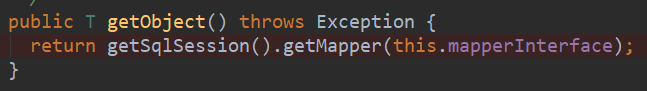 public T getObject() throws Exception {
return getSqlSession().getMapper(this.mapperInterface);
}